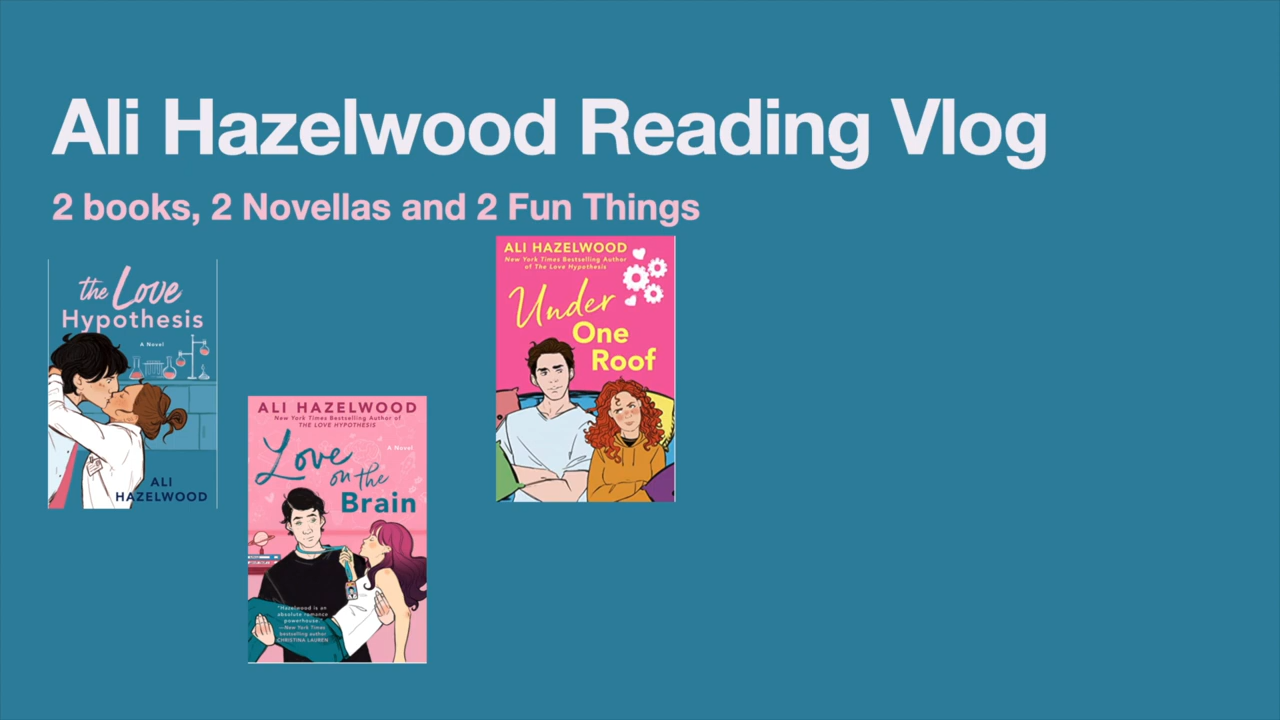 Ali Hazelwood Reading Vlog
2 books, 2 Novellas and 2 Fun Things
the Love
Hypothesis
A Novel
ALI
HAZELWOOD
ALI HAZELWOOD
New York Times Bestselling Author of
THE LOVE HYPOTHESIS
A Novel
Love
on the
Brain
"Hazelwood is an
absolute romance
powerhouse."
—New York Times
bestselling author
CHRISTINA LAUREN
ALI HAZELWOOD
New York Times Bestselling Author
of The Love Hypothesis
Under
One
Roof